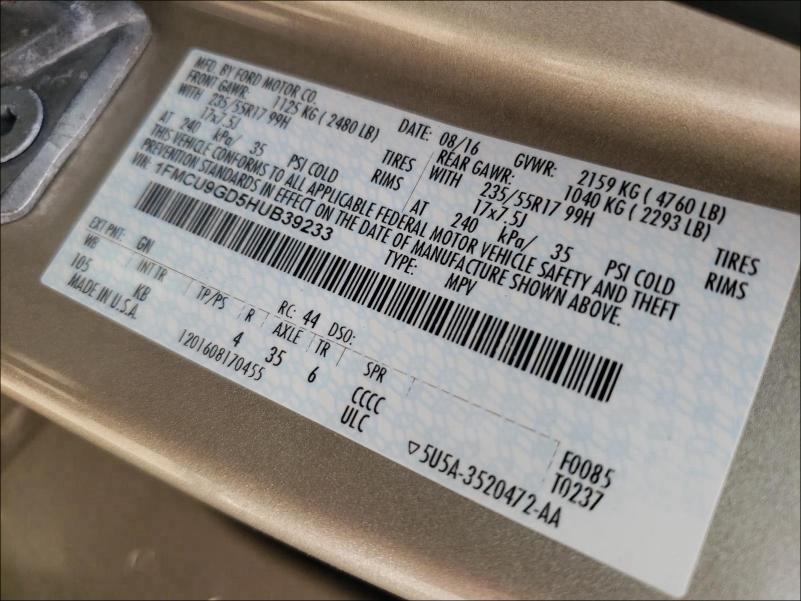 MFD. BY FORD MOTOR CO.
DATE: 08/16 GVWR: 2159 KG ( 4760 LB)
FRONT GAWR: 1125 KG ( 2480 LB) REAR GAWR: 1040 KG ( 2293 LB)
WITH 235/55R17 99H TIRES WITH 235/55R17 99H TIRES
17x7.5J RIMS 17x7.5J RIMS
AT 240 kPa/ 35 PSI COLD AT 240 kPa/ 35 PSI COLD
THIS VEHICLE CONFORMS TO ALL APPLICABLE FEDERAL MOTOR VEHICLE SAFETY AND THEFT
PREVENTION STANDARDS IN EFFECT ON THE DATE OF MANUFACTURE SHOWN ABOVE.
VIN: 1FMCU9GD5HUB39233
TYPE: MPV
EXT PNT: GN RC: 44 DSO:
WB INT TR TP/PS R AXLE TR SPR
105 KB 4 35 6 CCCC F0085
MADE IN U.S.A. 1201608170455 ULC T0237
▽5U5A-3520472-AA